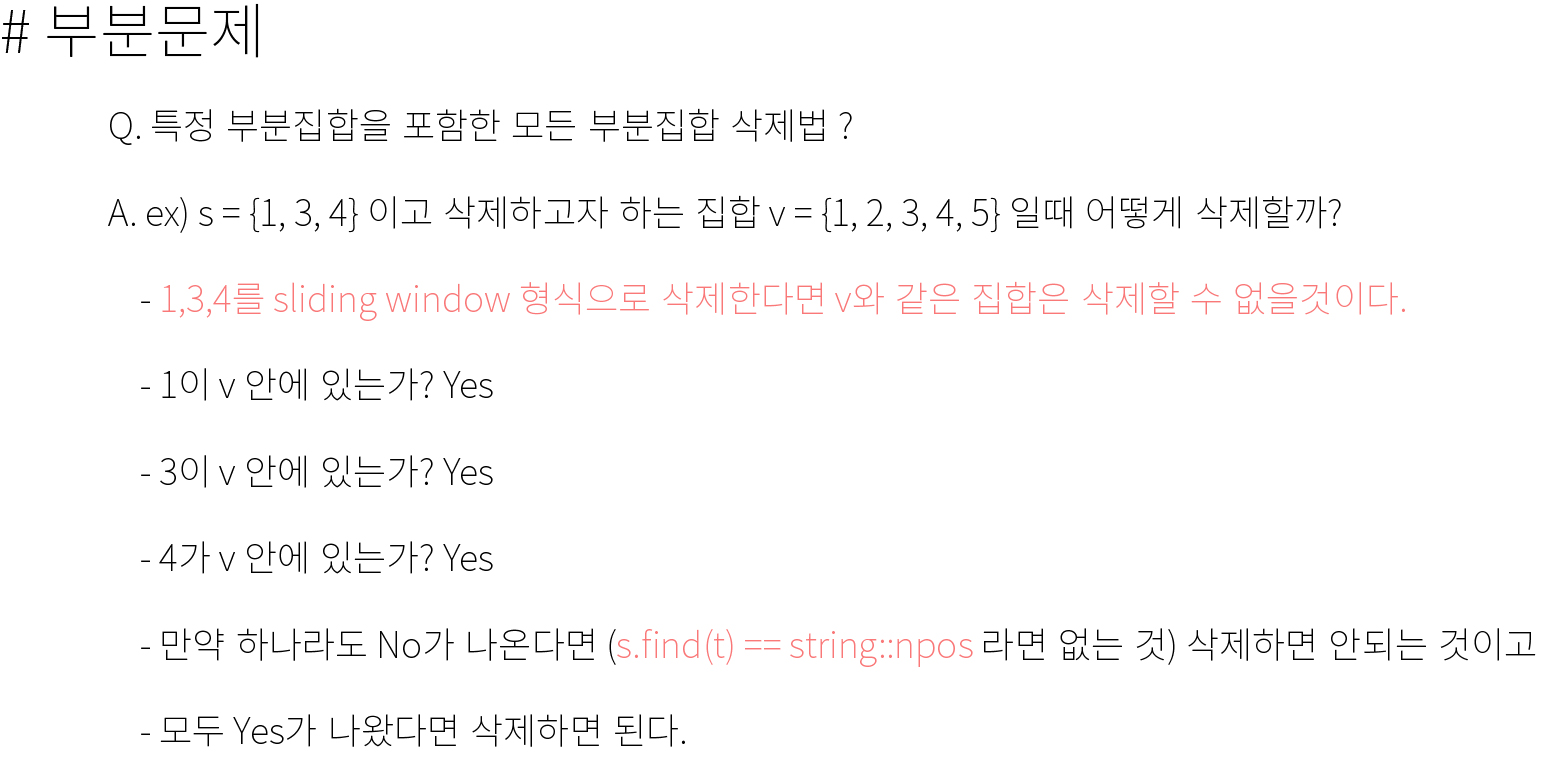 # 부분문제
Q. 특정 부분집합을 포함한 모든 부분집합 삭제법 ?
A. ex) s = {1, 3, 4} 이고 삭제하고자 하는 집합 v = {1, 2, 3, 4, 5} 일때 어떻게 삭제할까?
- 1,3,4를 sliding window 형식으로 삭제한다면 v와 같은 집합은 삭제할 수 없을것이다.
- 1이 v 안에 있는가? Yes
- 3이 v 안에 있는가? Yes
- 4가 v 안에 있는가? Yes
- 만약 하나라도 No가 나온다면 (s.find(t) == string::npos 라면 없는 것) 삭제하면 안되는 것이고
- 모두 Yes가 나왔다면 삭제하면 된다.